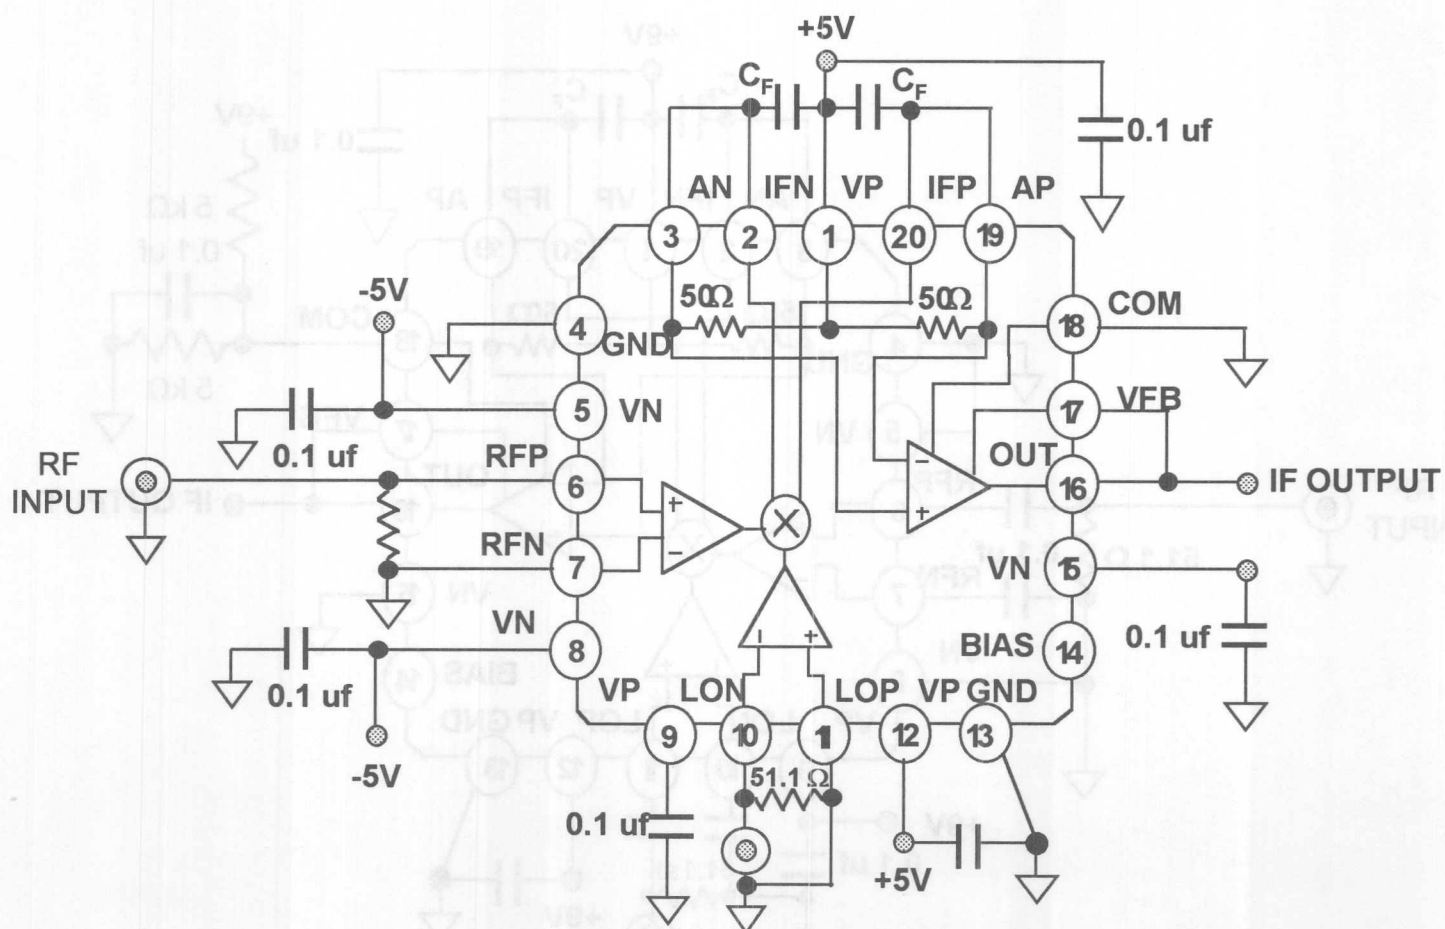 +5V
C_F
C_F
0.1 uf
AN IFN VP IFP AP
3 2 1 20 19
-5V
50Ω 50Ω
4
GND
18
COM
5
VN
17
VFB
0.1 uf
RF
INPUT
RFP
6
OUT
16
IF OUTPUT
+
−
−
+
RFN
7
VN
15
VN
8
BIAS
14
0.1 uf
0.1 uf
− +
VP LON LOP VP GND
9 10 11 12 13
-5V
51.1 Ω
0.1 uf
+5V